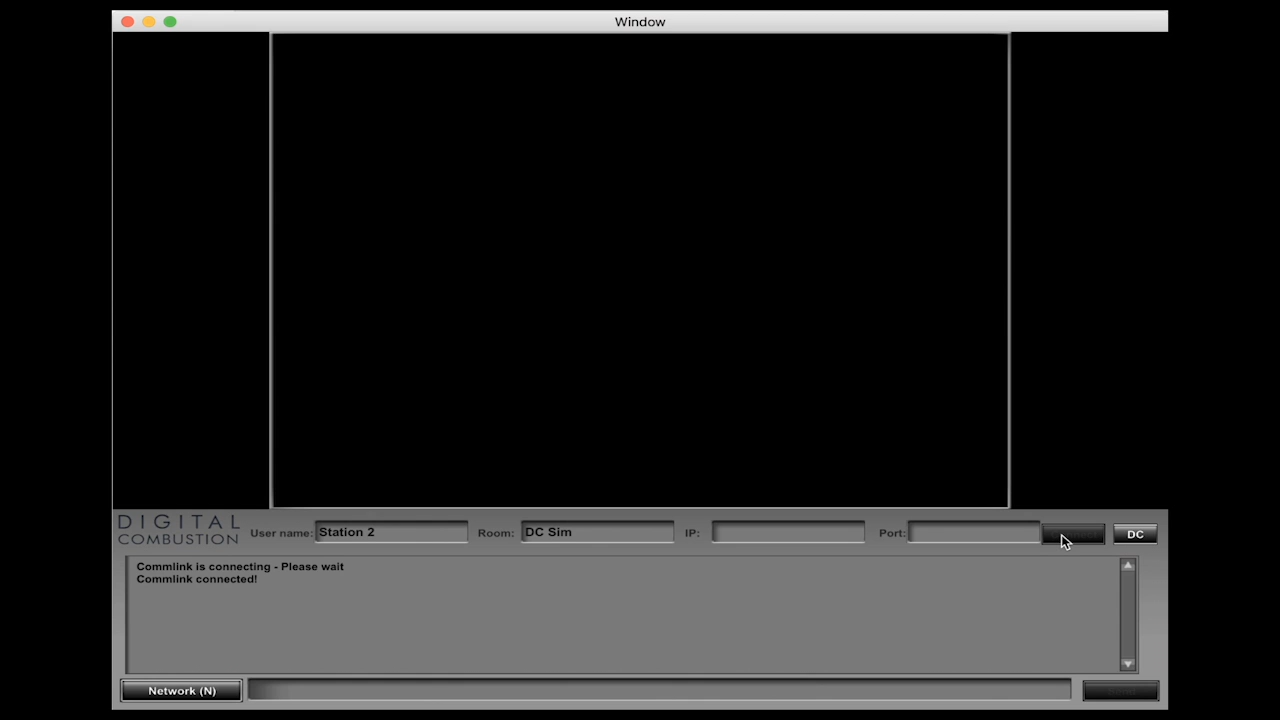 Window
DIGITAL
COMBUSTION
User name: Station 2 Room: DC Sim IP: Port: DC
Commlink is connecting - Please wait
Commlink connected!
Network (N)